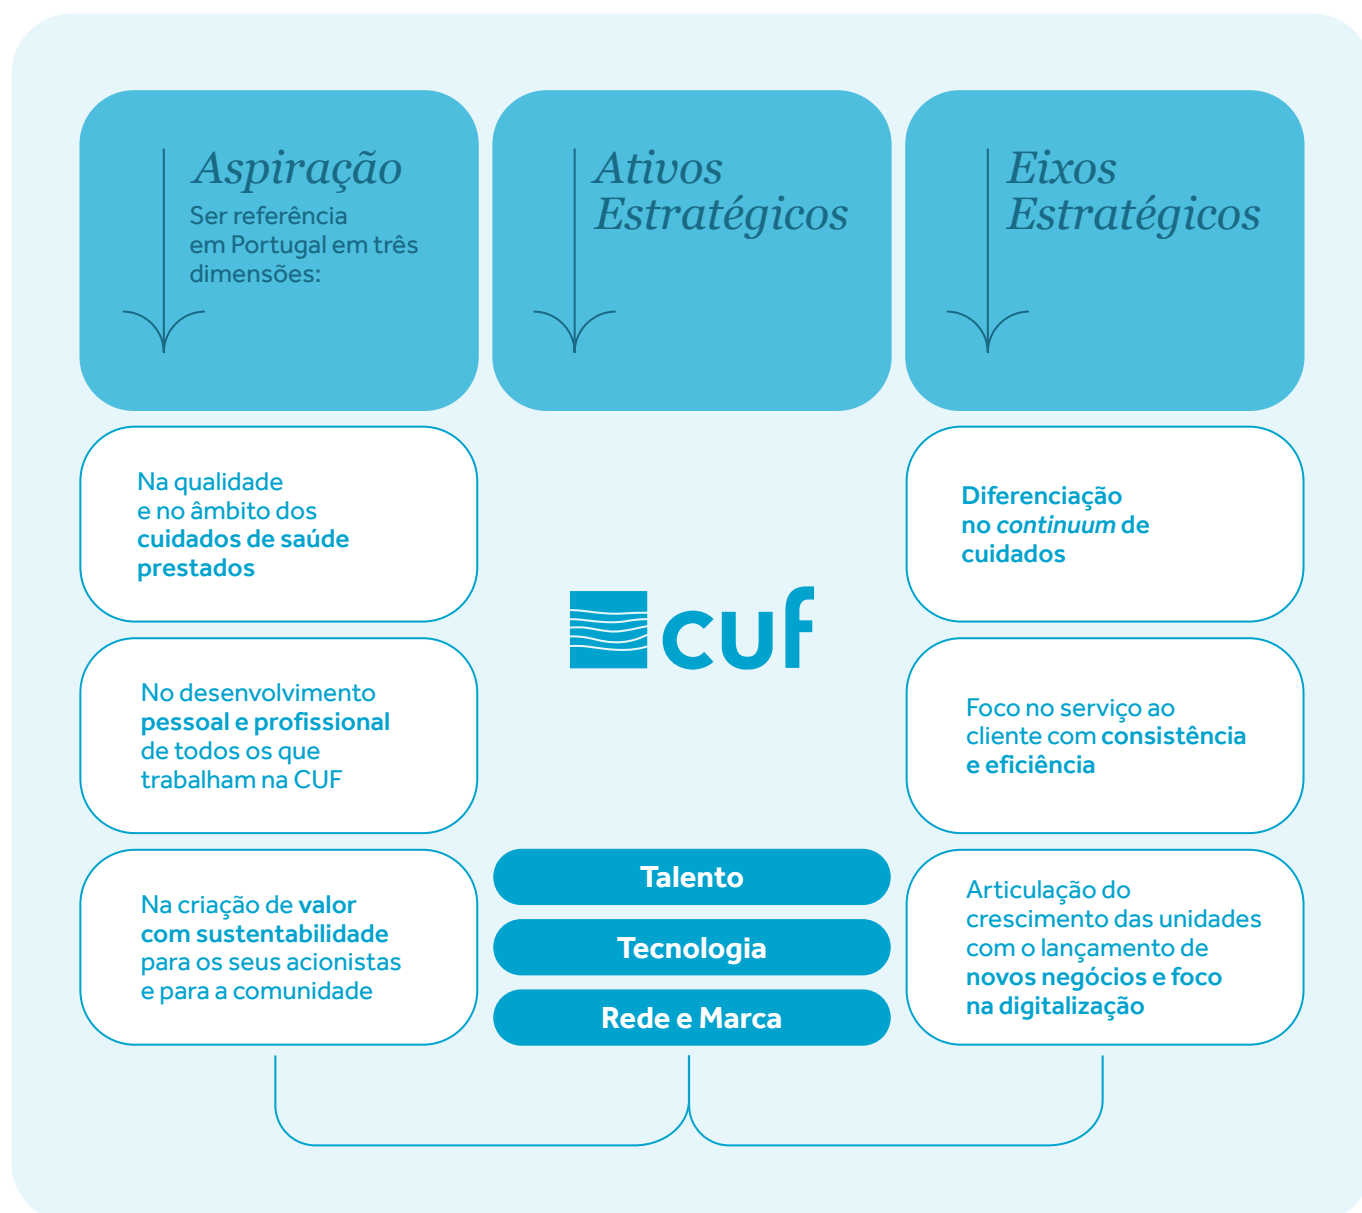 Aspiração
Ser referência
em Portugal em três
dimensões:
Na qualidade
e no âmbito dos
cuidados de saúde
prestados
No desenvolvimento
pessoal e profissional
de todos os que
trabalham na CUF
Na criação de valor
com sustentabilidade
para os seus acionistas
e para a comunidade
Ativos
Estratégicos
cuf
Talento
Tecnologia
Rede e Marca
Eixos
Estratégicos
Diferenciação
no continuum de
cuidados
Foco no serviço ao
cliente com consistência
e eficiência
Articulação do
crescimento das unidades
com o lançamento de
novos negócios e foco
na digitalização